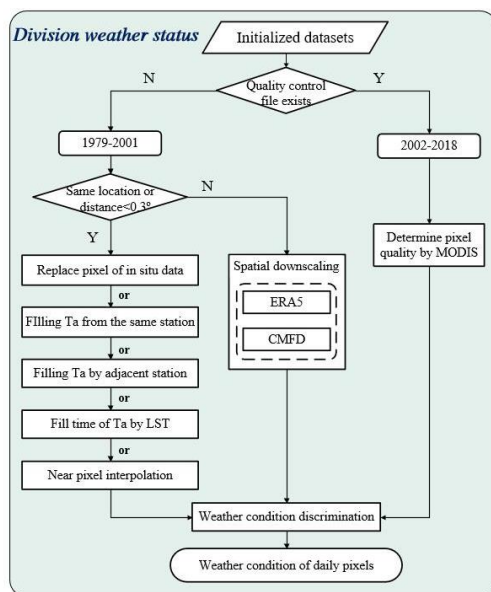 Division weather status
Initialized datasets
N
Y
Quality control
file exists
1979-2001
2002-2018
Same location or
distance<0.3°
N
Y
Replace pixel of in situ data
or
FIlling Ta from the same station
or
Filling Ta by adjacent station
or
Fill time of Ta by LST
or
Near pixel interpolation
Spatial downscaling
ERA5
CMFD
Determine pixel
quality by MODIS
Weather condition discrimination
Weather condition of daily pixels